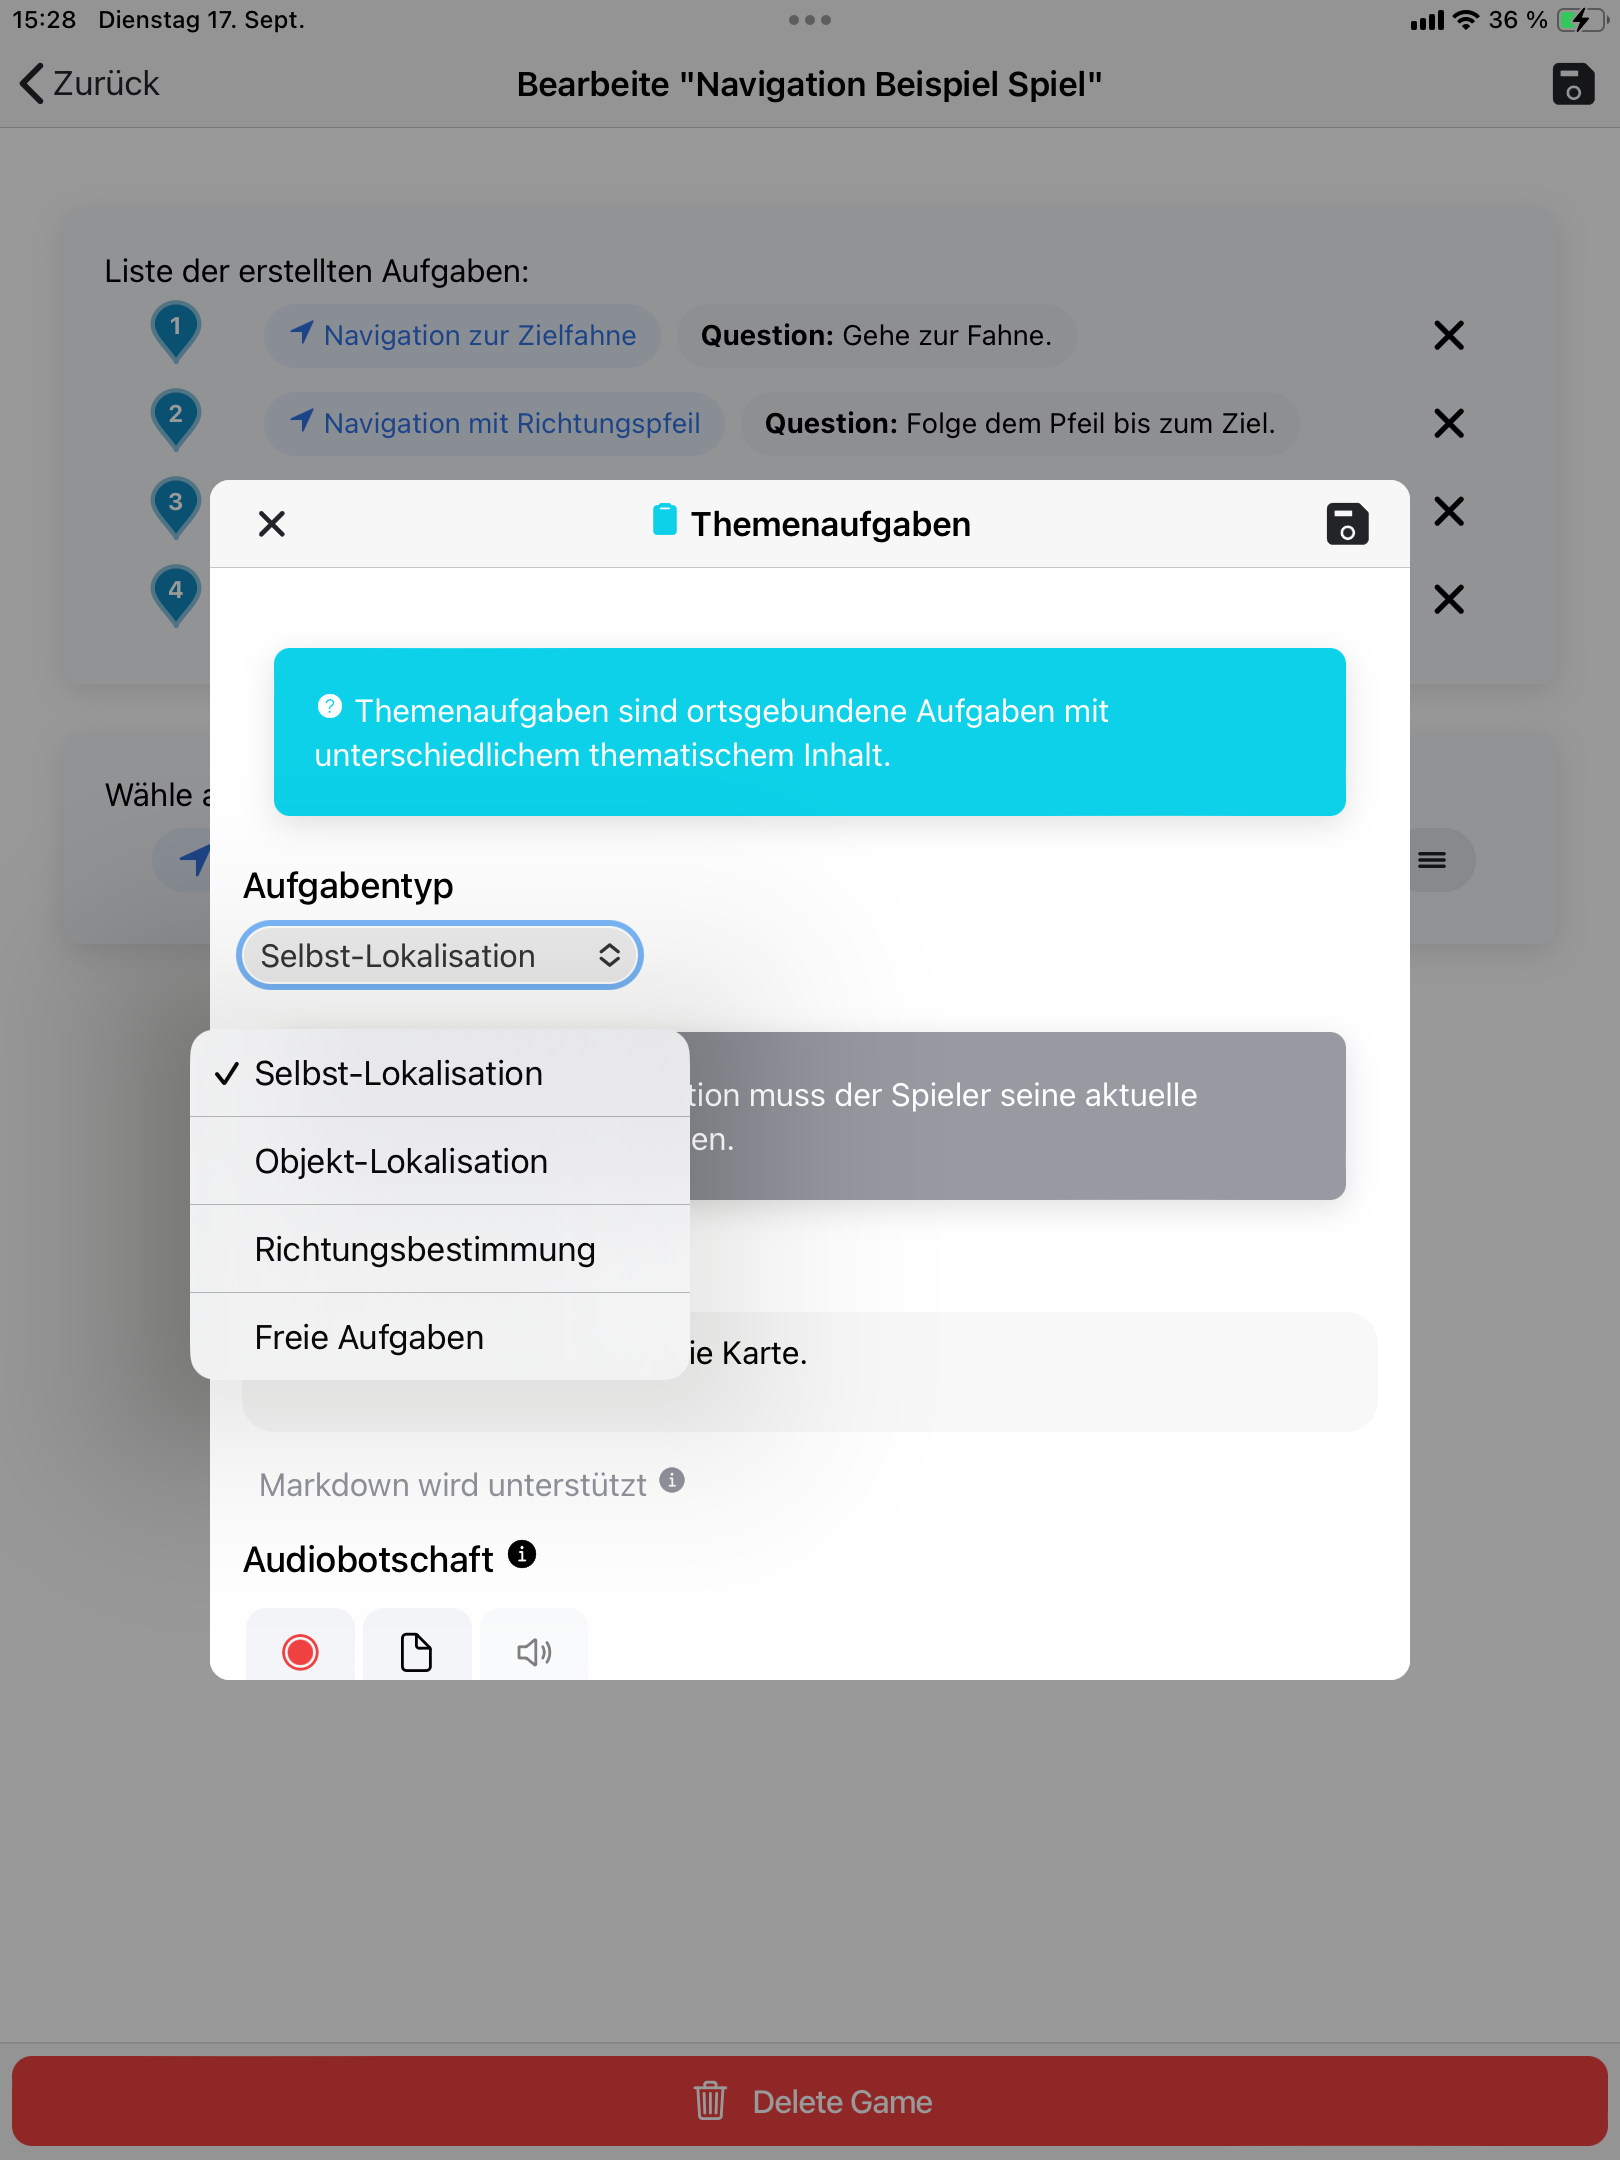 15:28 Dienstag 17. Sept. 36 %
Zurück Bearbeite "Navigation Beispiel Spiel"
Liste der erstellten Aufgaben:
1 Navigation zur Zielfahne Question: Gehe zur Fahne.
2 Navigation mit Richtungspfeil Question: Folge dem Pfeil bis zum Ziel.
3
4
Themenaufgaben
Themenaufgaben sind ortsgebundene Aufgaben mit
unterschiedlichem thematischem Inhalt.
Wähle
Aufgabentyp
Selbst-Lokalisation
Selbst-Lokalisation
Objekt-Lokalisation
Richtungsbestimmung
Freie Aufgaben
tion muss der Spieler seine aktuelle
en.
ie Karte.
Markdown wird unterstützt
Audiobotschaft
Delete Game